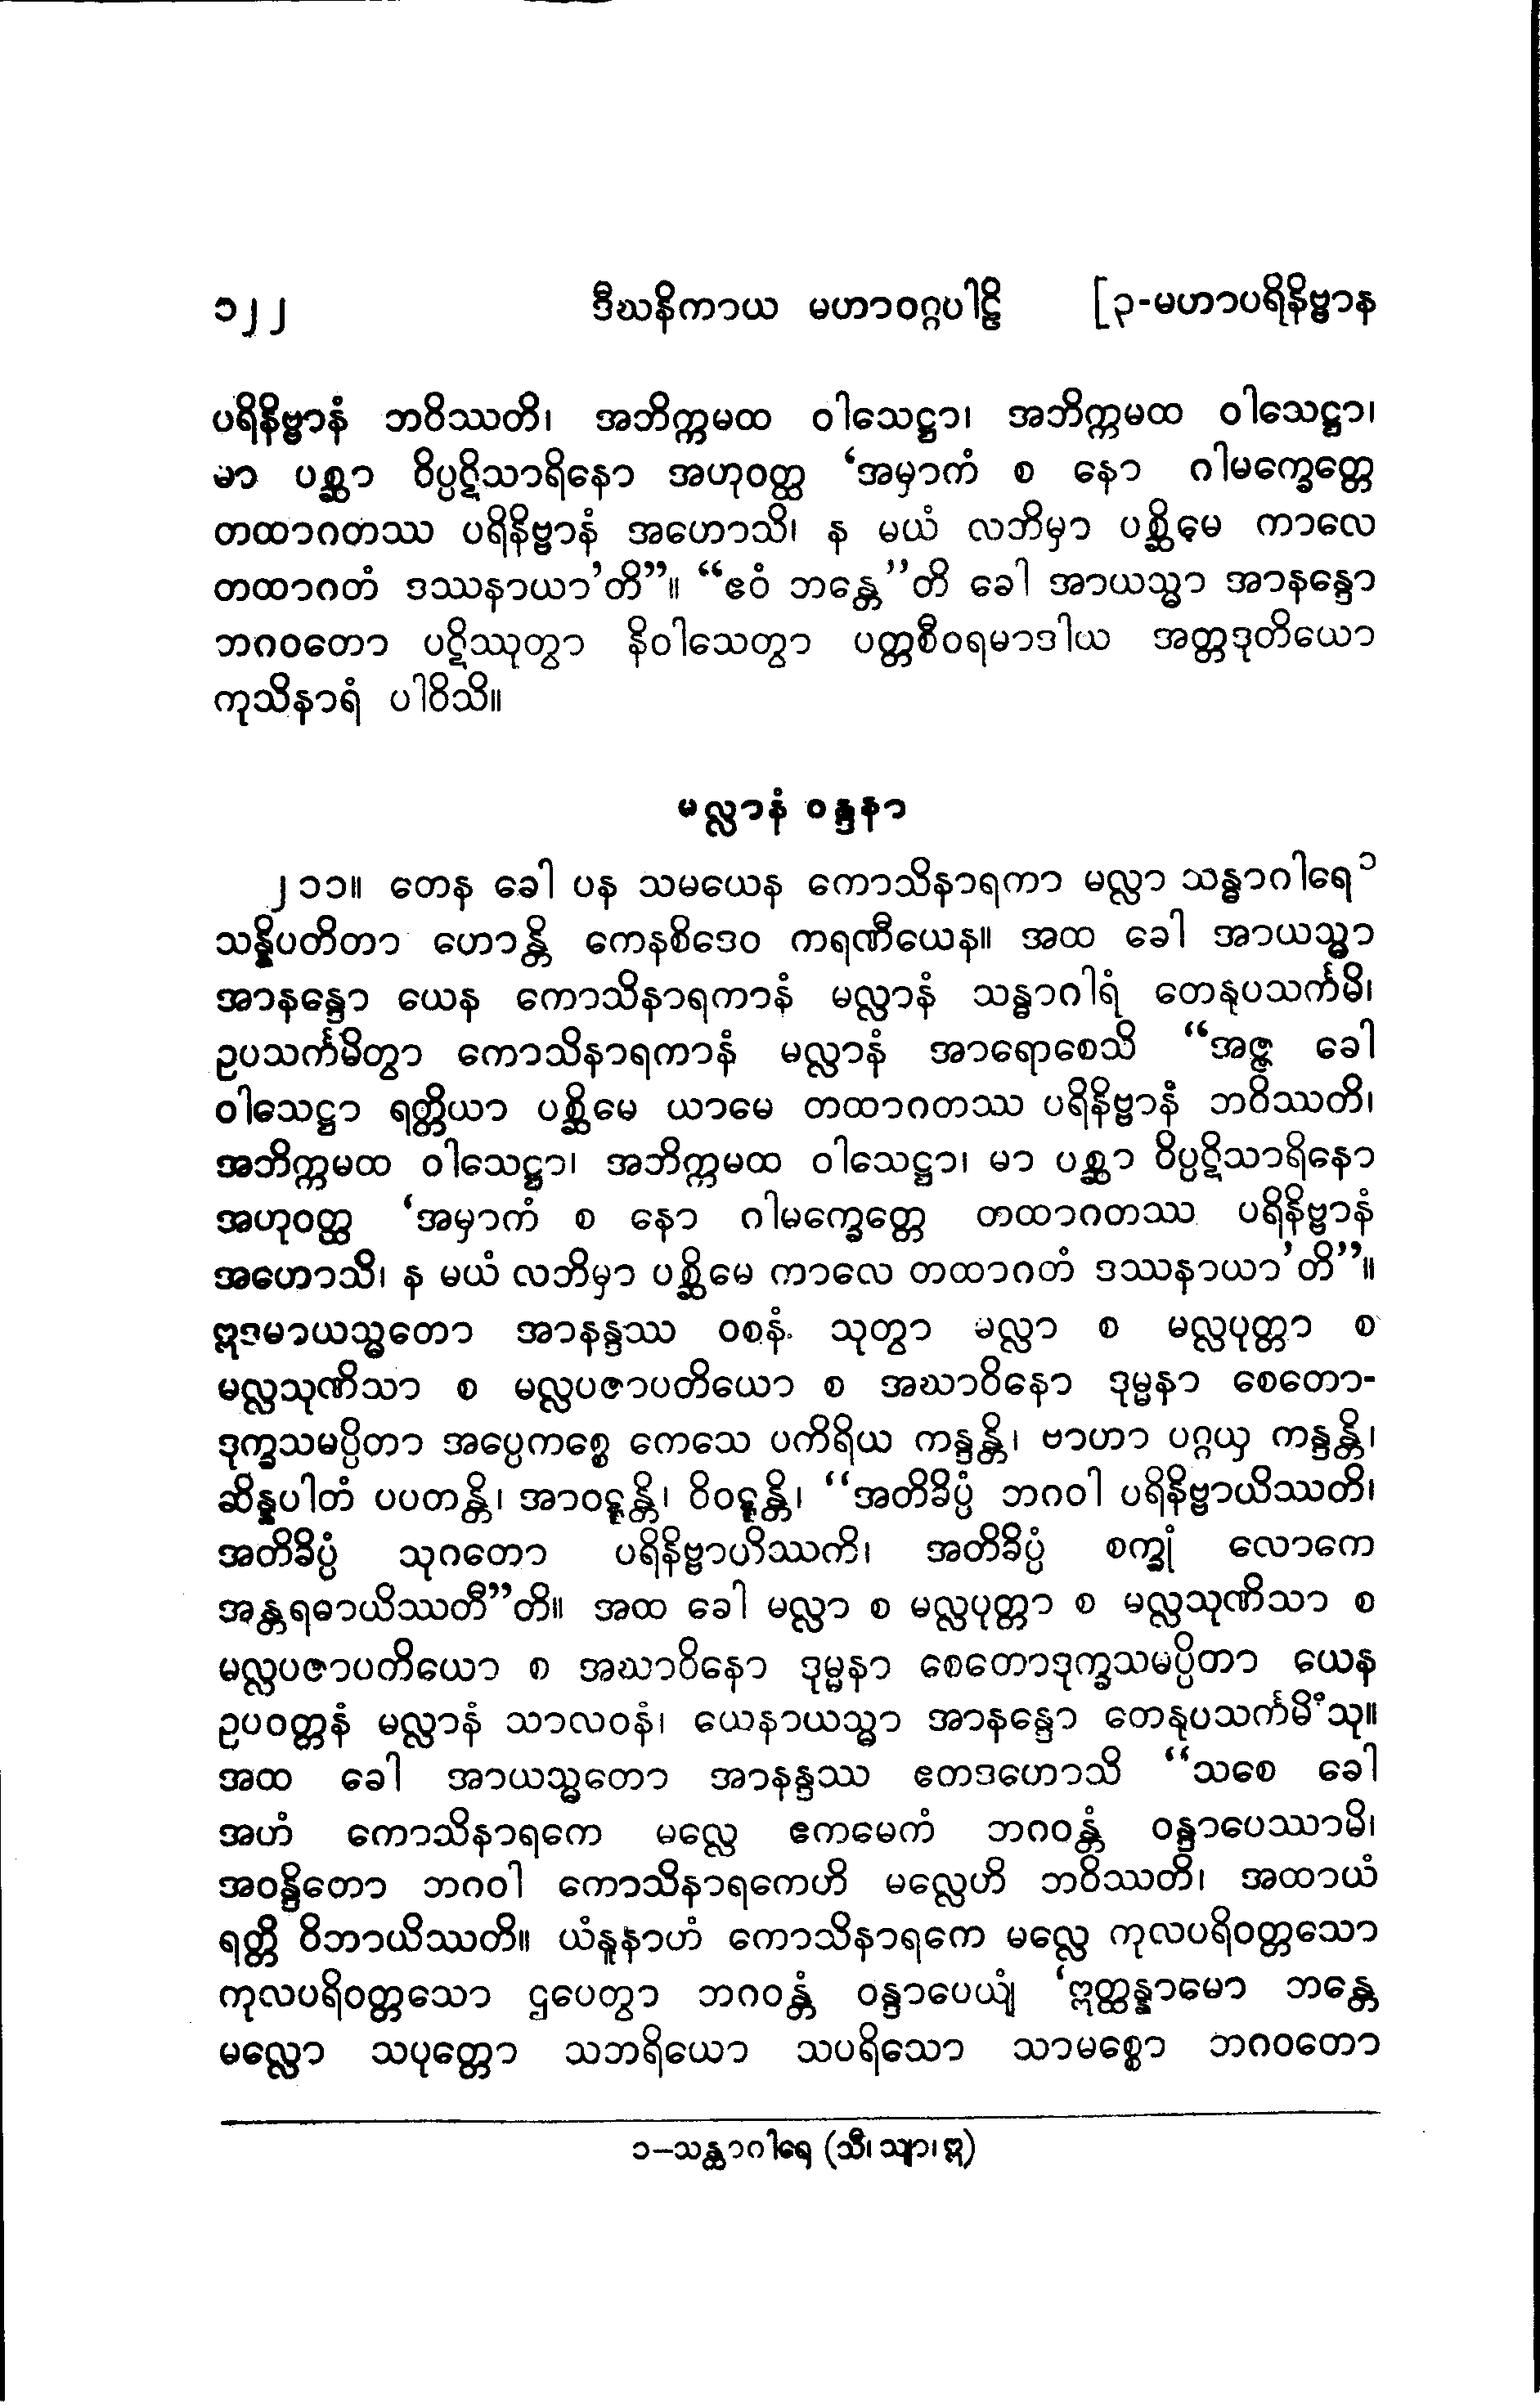 ၁၂၂ ဒီဃနိကာယ မဟာဝဂ္ဂပါဠိ [၃-မဟာပရိနိဗ္ဗာန
ပရိနိဗ္ဗာနံ ဘဝိဿတိ၊ အဘိက္ကမထ ဝါသေဋ္ဌာ၊ အဘိက္ကမထ ဝါသေဋ္ဌာ၊
မာ ပစ္ဆာ ဝိပ္ပဋိသာရိနော အဟုဝတ္ထ ‘အမှာကံ စ နော ဂါမက္ခေတ္တေ
တထာဂတဿ ပရိနိဗ္ဗာနံ အဟောသိ၊ န မယံ လဘိမှာ ပစ္ဆိမေ ကာလေ
တထာဂတံ ဒဿနာယာ’တိ”။ “ဧဝံ ဘန္တေ”တိ ခေါ အာယသ္မာ အာနန္ဒော
ဘဂဝတော ပဋိဿုတွာ နိဝါသေတွာ ပတ္တစီဝရမာဒါယ အတ္တဒုတိယော
ကုသိနာရံ ပါဝိသိ။
မလ္လာနံ ဝန္ဒနာ
၂၁၁။ တေန ခေါ ပန သမယေန ကောသိနာရကာ မလ္လာ သန္ဓာဂါရေ၁
သန္နိပတိတာ ဟောန္တိ ကေနစိဒေဝ ကရဏီယေန။ အထ ခေါ အာယသ္မာ
အာနန္ဒော ယေန ကောသိနာရကာနံ မလ္လာနံ သန္ဓာဂါရံ တေနုပသင်္ကမိ၊
ဥပသင်္ကမိတွာ ကောသိနာရကာနံ မလ္လာနံ အာရောစေသိ “အဇ္ဇ ခေါ
ဝါသေဋ္ဌာ ရတ္တိယာ ပစ္ဆိမေ ယာမေ တထာဂတဿ ပရိနိဗ္ဗာနံ ဘဝိဿတိ၊
အဘိက္ကမထ ဝါသေဋ္ဌာ၊ အဘိက္ကမထ ဝါသေဋ္ဌာ၊ မာ ပစ္ဆာ ဝိပ္ပဋိသာရိနော
အဟုဝတ္ထ ‘အမှာကံ စ နော ဂါမက္ခေတ္တေ တထာဂတဿ ပရိနိဗ္ဗာနံ
အဟောသိ၊ န မယံ လဘိမှာ ပစ္ဆိမေ ကာလေ တထာဂတံ ဒဿနာယာ’တိ”။
ဣဒမာယသ္မတော အာနန္ဒဿ ဝစနံ သုတွာ မလ္လာ စ မလ္လပုတ္တာ စ
မလ္လသုဏိသာ စ မလ္လပဇာပတိယော စ အဃာဝိနော ဒုမ္မနာ စေတော-
ဒုက္ခသမပ္ပိတာ အပ္ပေကစ္စေ ကေသေ ပကိရိယ ကန္ဒန္တိ၊ ဗာဟာ ပဂ္ဂယှ ကန္ဒန္တိ၊
ဆိန္နပါတံ ပပတန္တိ၊ အာဝဋ္ဋန္တိ၊ ဝိဝဋ္ဋန္တိ၊ “အတိခိပ္ပံ ဘဂဝါ ပရိနိဗ္ဗာယိဿတိ၊
အတိခိပ္ပံ သုဂတော ပရိနိဗ္ဗာယိဿတိ၊ အတိခိပ္ပံ စက္ခုံ လောကေ
အန္တရဓာယိဿတီ”တိ။ အထ ခေါ မလ္လာ စ မလ္လပုတ္တာ စ မလ္လသုဏိသာ စ
မလ္လပဇာပတိယော စ အဃာဝိနော ဒုမ္မနာ စေတောဒုက္ခသမပ္ပိတာ ယေန
ဥပဝတ္တနံ မလ္လာနံ သာလဝနံ၊ ယေနာယသ္မာ အာနန္ဒော တေနုပသင်္ကမိံသု။
အထ ခေါ အာယသ္မတော အာနန္ဒဿ ဧတဒဟောသိ “သစေ ခေါ
အဟံ ကောသိနာရကေ မလ္လေ ဧကမေကံ ဘဂဝန္တံ ဝန္ဒာပေဿာမိ၊
အဝန္ဒိတော ဘဂဝါ ကောသိနာရကေဟိ မလ္လေဟိ ဘဝိဿတိ၊ အထာယံ
ရတ္တိ ဝိဘာယိဿတိ။ ယံနူနာဟံ ကောသိနာရကေ မလ္လေ ကုလပရိဝတ္တသော
ကုလပရိဝတ္တသော ဌပေတွာ ဘဂဝန္တံ ဝန္ဒာပေယျံ ‘ဣတ္ထန္နာမော ဘန္တေ
မလ္လော သပုတ္တော သဘရိယော သပရိသော သာမစ္စော ဘဂဝတော
၁–သန္ထာဂါရေ (သီ၊ သျာ၊ ဣ)